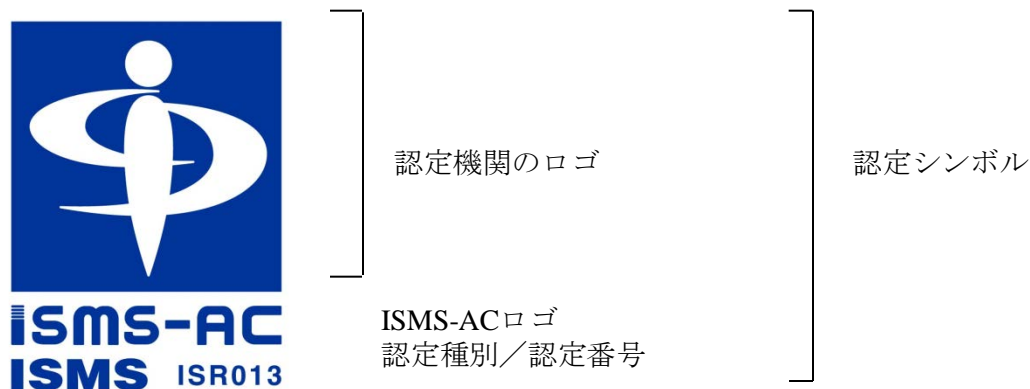 認定機関のロゴ
認定シンボル
isms-AC
ISMS-ACロゴ
ISMS ISR013
認定種別／認定番号